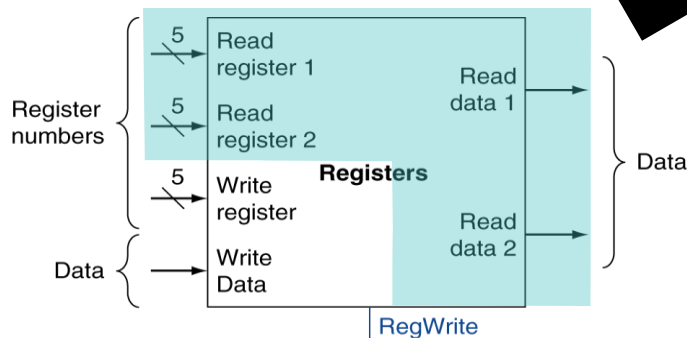 5
Read
register 1
5
Read
register 2
Register
numbers
5
Write
register
Data
Write
Data
Registers
Read
data 1
Read
data 2
Data
RegWrite